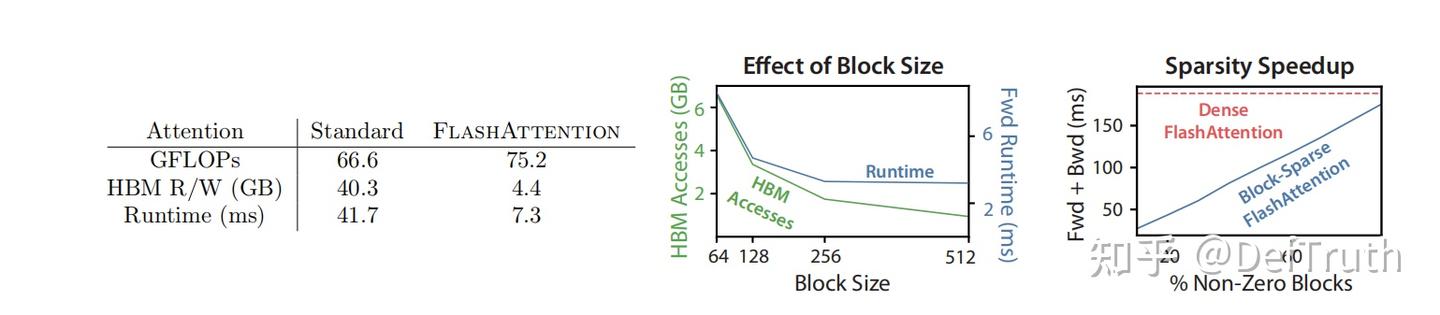 Attention Standard FLASHATTENTION
GFLOPs 66.6 75.2
HBM R/W (GB) 40.3 4.4
Runtime (ms) 41.7 7.3
Effect of Block Size
HBM Accesses (GB)
6
4
2
Runtime
HBM
Accesses
6
2
Fwd Runtime (ms)
64 128 256 512
Block Size
Sparsity Speedup
Fwd + Bwd (ms)
150
100
50
Dense
FlashAttention
Block-Sparse
FlashAttention
20 60
% Non-Zero Blocks
知乎 @DefTruth